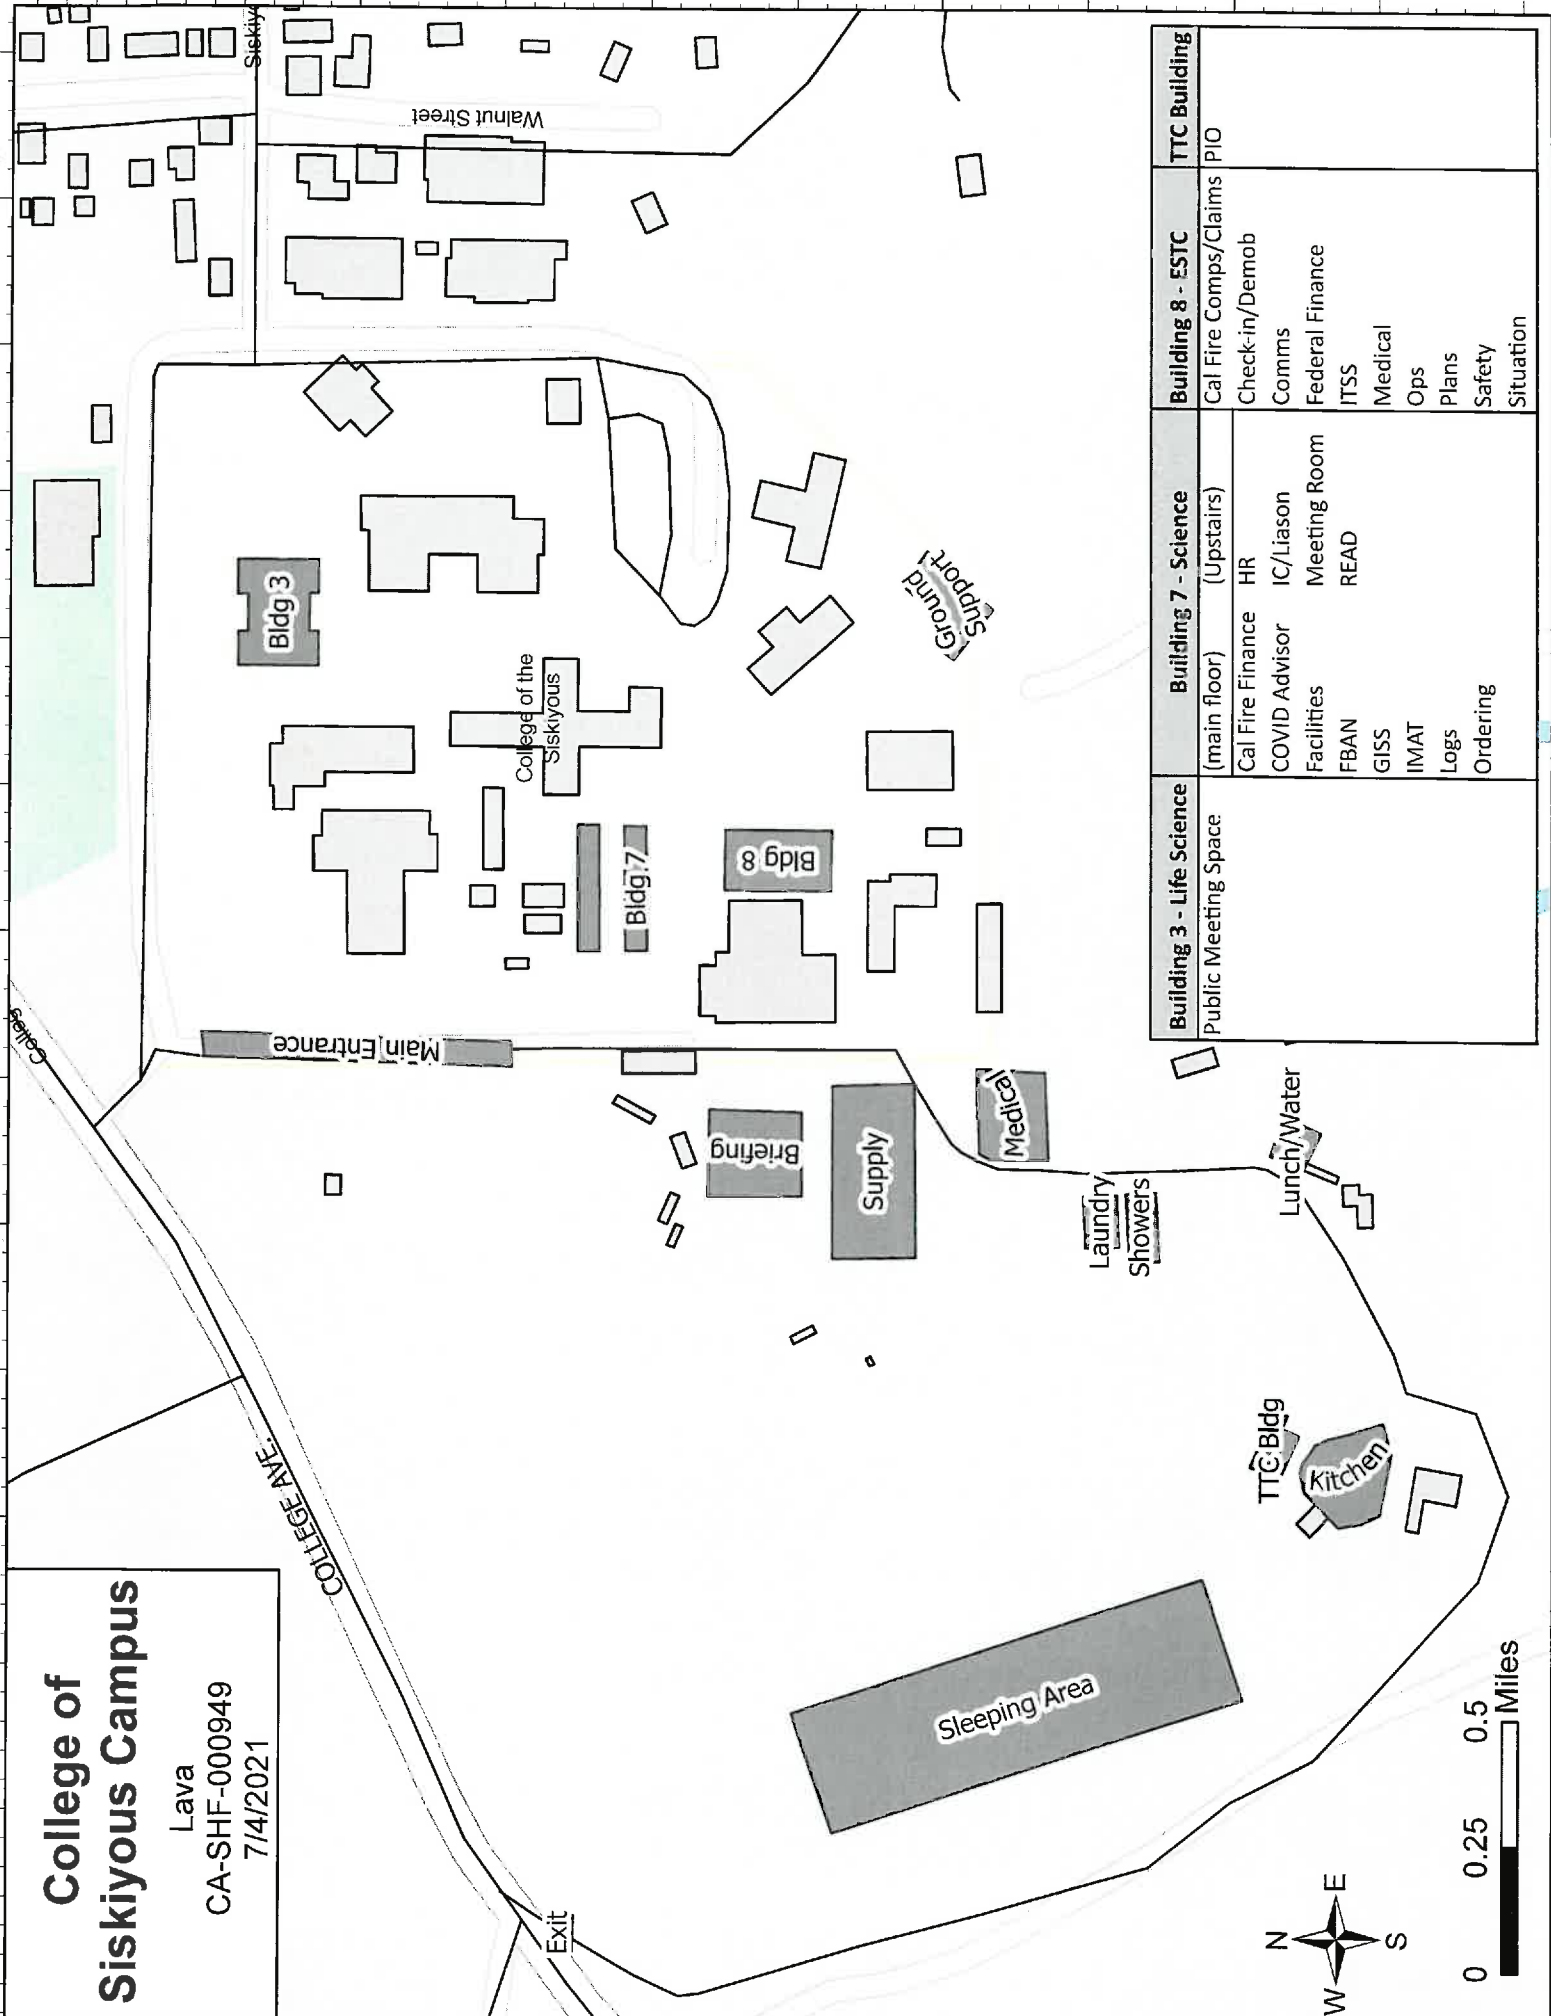 College of
Siskiyous Campus
Lava
CA-SHF-000949
7/4/2021
COLLEGE AVE.
Exit
Main Entrance
Bldg 3
College of the
Siskiyous
Bldg 7
Bldg 8
Briefing
Supply
Medical
Laundry
Showers
Lunch/Water
TTC Bldg
Kitchen
Sleeping Area
Ground
Support!
Walnut Street
Siskiy
Colleg
Building 3 - Life Science Building 7 - Science Building 8 - ESTC TTC Building
Public Meeting Space (main floor) (Upstairs) Cal Fire Comps/Claims PIO
Cal Fire Finance HR Check-in/Demob
COVID Advisor IC/Liason Comms
Facilities Meeting Room Federal Finance
FBAN READ ITSS
GISS Medical
IMAT Ops
Logs Plans
Ordering Safety
Situation
N
W E
S
0 0.25 0.5
Miles